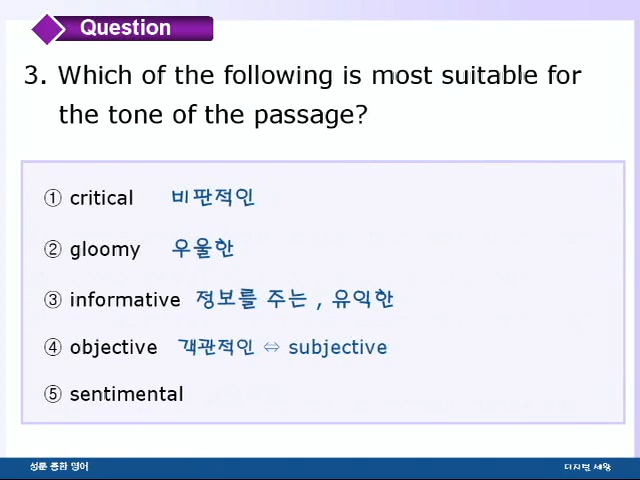 Question
3. Which of the following is most suitable for
the tone of the passage?
① critical 비판적인
② gloomy 우울한
③ informative 정보를 주는 , 유익한
④ objective 객관적인 ⇔ subjective
⑤ sentimental
성문 종합 영어
디지털 세왕